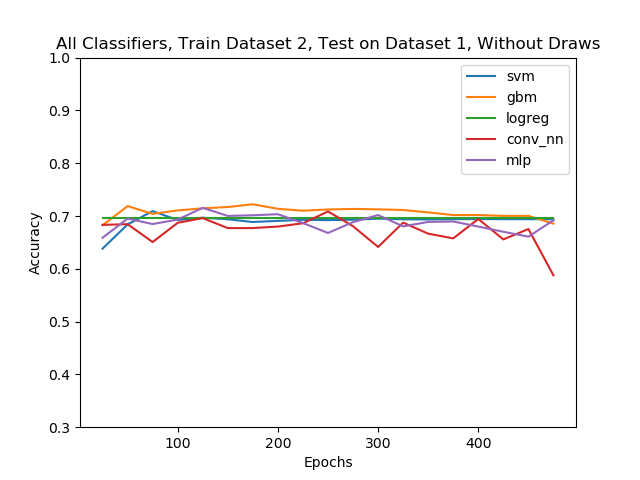 All Classifiers, Train Dataset 2, Test on Dataset 1, Without Draws
1.0
0.9
0.8
0.7
0.6
0.5
0.4
0.3
Accuracy
svm
gbm
logreg
conv_nn
mlp
100 200 300 400
Epochs